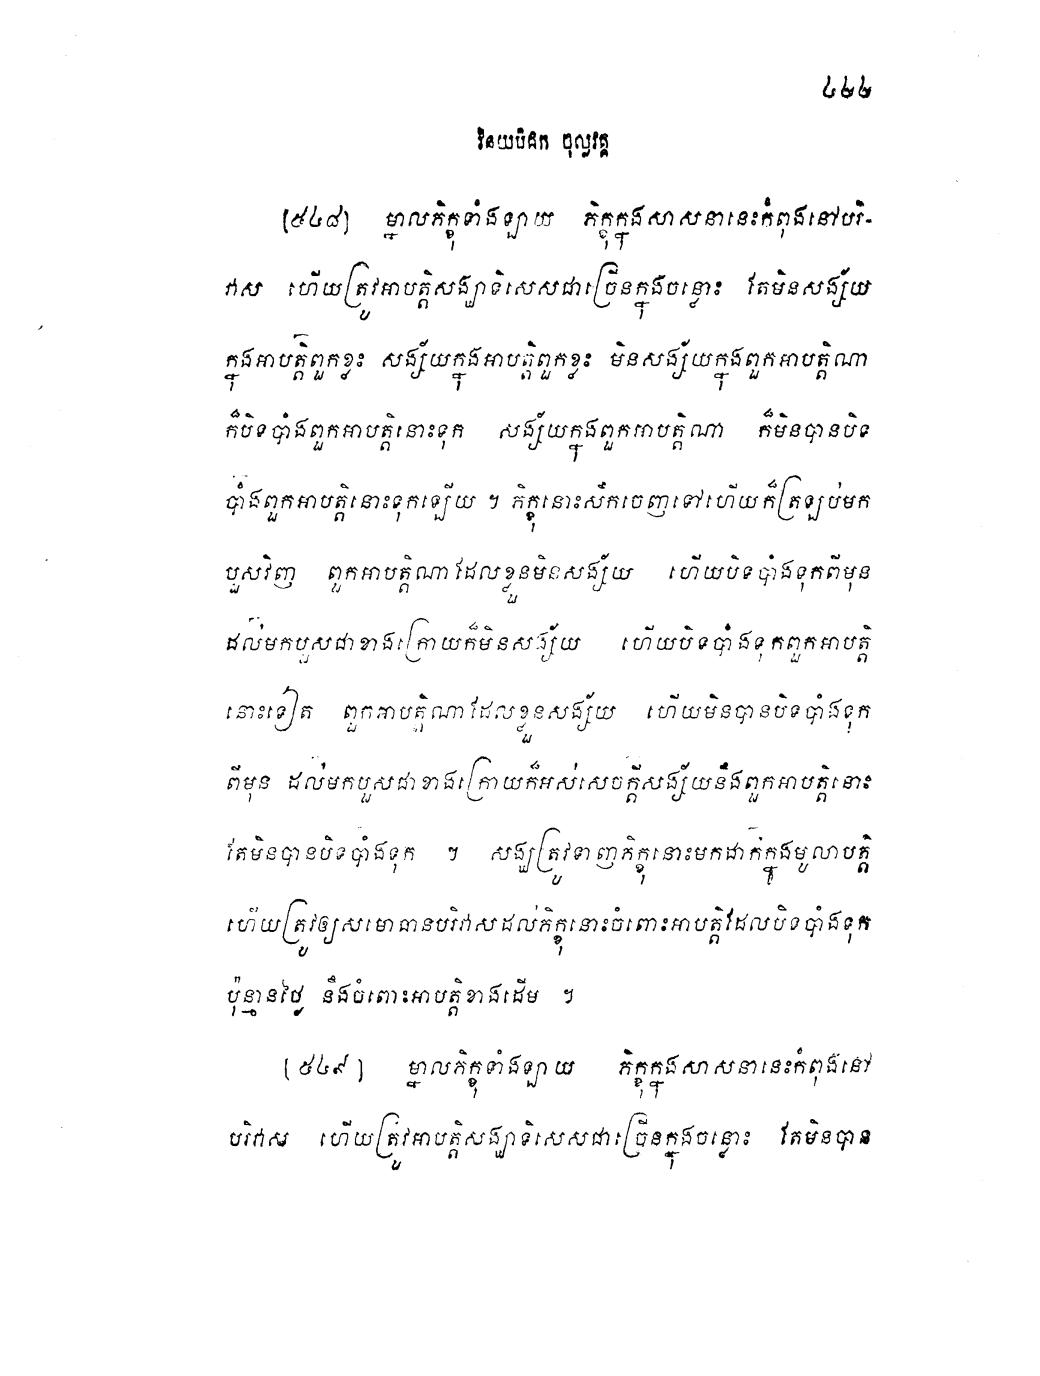 ៤៤៤
វិនយបិដក ចុល្លវគ្គ
[៥៤៨] ម្នាលភិក្ខុទាំងឡាយ ភិក្ខុក្នុងសាសនានេះកំពុងនៅបរិ-
វាស ហើយត្រូវអាបត្តិសង្ឃាទិសេសជាច្រើនក្នុងចន្លោះ តែមិនសង្ស័យ
ក្នុងអាបត្តិពួកខ្លះ សង្ស័យក្នុងអាបត្តិពួកខ្លះ មិនសង្ស័យក្នុងពួកអាបត្តិណា
ក៏បិទបាំងពួកអាបត្តិនោះទុក សង្ស័យក្នុងពួកអាបត្តិណា ក៏មិនបានបិទ
បាំងពួកអាបត្តិនោះទុកឡើយ ។ ភិក្ខុនោះសឹកចេញទៅហើយក៏ត្រឡប់មក
បួសវិញ ពួកអាបត្តិណាដែលខ្លួនមិនសង្ស័យ ហើយបិទបាំងទុកពីមុន
ដល់មកបួសជាខាងក្រោយក៏មិនសង្ស័យ ហើយបិទបាំងទុកពួកអាបត្តិ
នោះទៀត ពួកអាបត្តិណាដែលខ្លួនសង្ស័យ ហើយមិនបានបិទបាំងទុក
ពីមុន ដល់មកបួសជាខាងក្រោយក៏អស់សេចក្តីសង្ស័យនឹងពួកអាបត្តិនោះ
តែមិនបានបិទបាំងទុក ។ សង្ឃត្រូវទាញភិក្ខុនោះមកដាក់ក្នុងមូលាបត្តិ
ហើយត្រូវឲ្យសមោធានបរិវាសដល់ភិក្ខុនោះចំពោះអាបត្តិដែលបិទបាំងទុក
ប៉ុន្មានថ្ងៃ នឹងចំពោះអាបត្តិខាងដើម ។
[៥៤៩] ម្នាលភិក្ខុទាំងឡាយ ភិក្ខុក្នុងសាសនានេះកំពុងនៅ
បរិវាស ហើយត្រូវអាបត្តិសង្ឃាទិសេសជាច្រើនក្នុងចន្លោះ តែមិនបាន